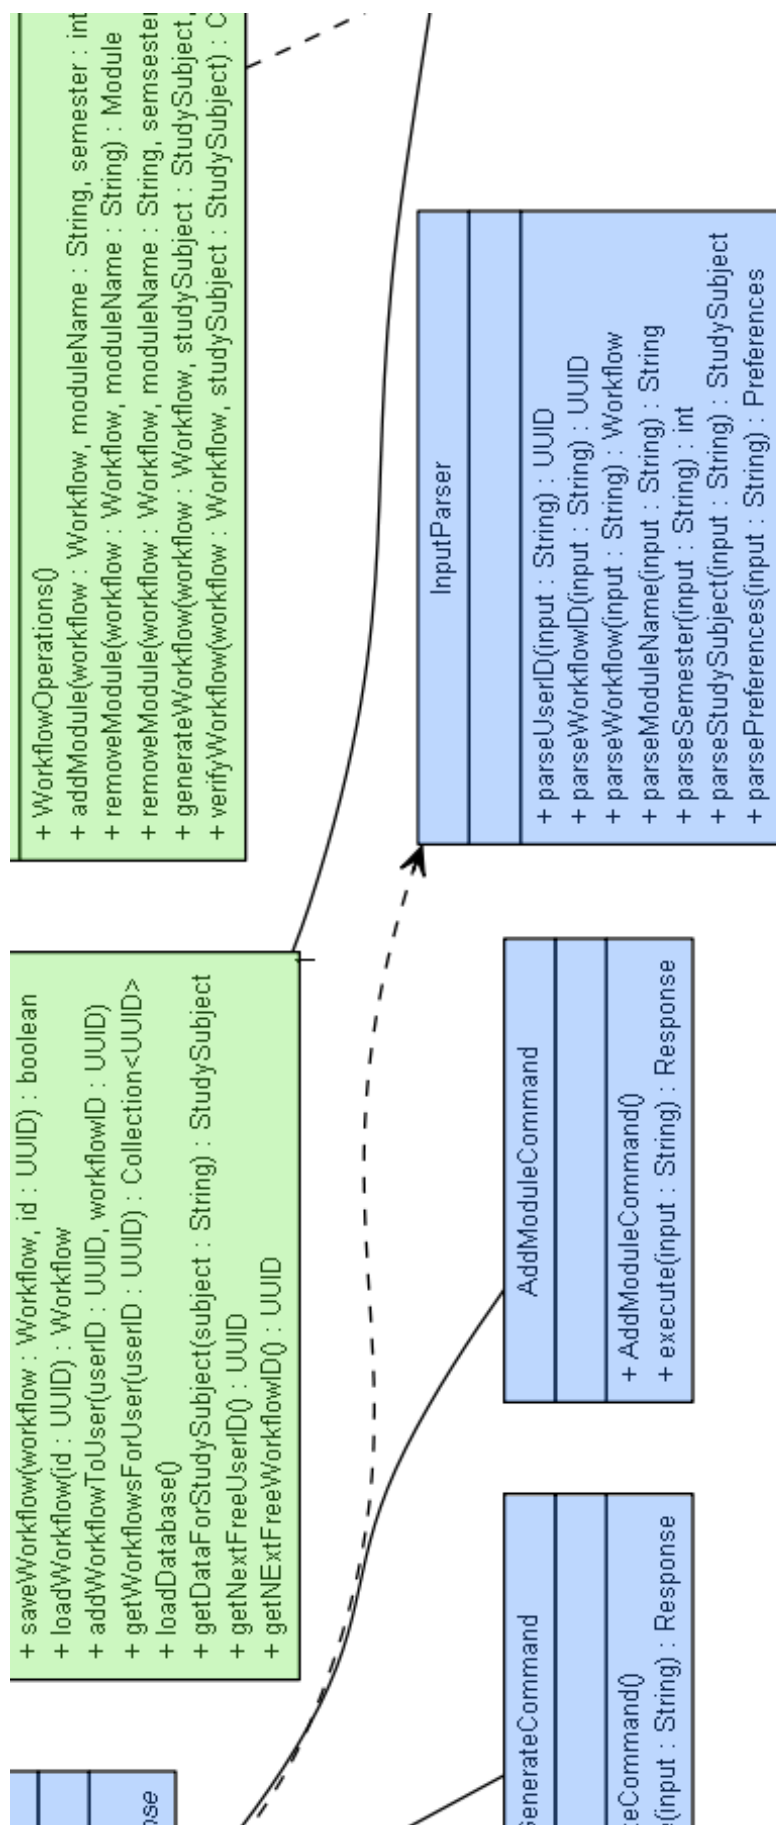 + WorkflowOperations()
+ addModule(workflow : Workflow, moduleName : String, semester : int
+ removeModule(workflow : Workflow, moduleName : String) : Module
+ removeModule(workflow : Workflow, moduleName : String, semsester
+ generateWorkflow(workflow : Workflow, studySubject : StudySubject,
+ verifyWorkflow(workflow : Workflow, studySubject : StudySubject) : C
InputParser
+ parseUserID(input : String) : UUID
+ parseWorkflowID(input : String) : UUID
+ parseWorkflow(input : String) : Workflow
+ parseModuleName(input : String) : String
+ parseSemester(input : String) : int
+ parseStudySubject(input : String) : StudySubject
+ parsePreferences(input : String) : Preferences
+ saveWorkflow(workflow : Workflow, id : UUID) : boolean
+ loadWorkflow(id : UUID) : Workflow
+ addWorkflowToUser(userID : UUID, workflowID : UUID)
+ getWorkflowsForUser(userID : UUID) : Collection<UUID>
+ loadDatabase()
+ getDataForStudySubject(subject : String) : StudySubject
+ getNextFreeUserID() : UUID
+ getNExtFreeWorkflowID() : UUID
AddModuleCommand
+ AddModuleCommand()
+ execute(input : String) : Response
GenerateCommand
eCommand()
(input : String) : Response